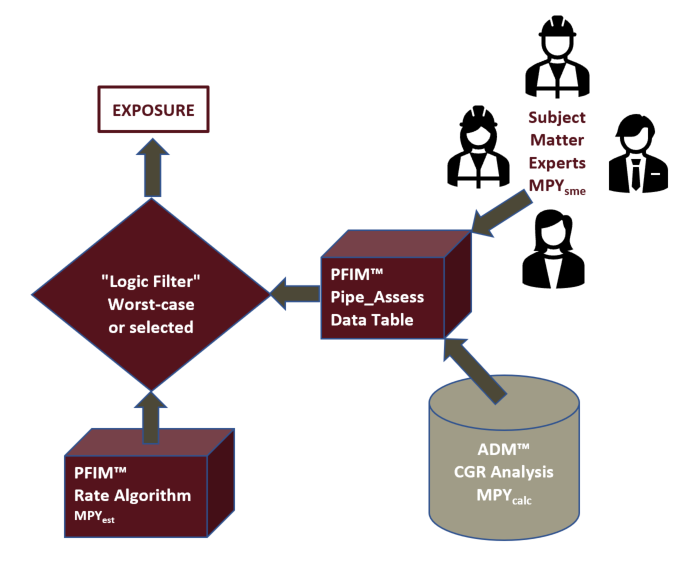 EXPOSURE
Subject
Matter
Experts
MPYsme
"Logic Filter"
Worst-case
or selected
PFIM™
Pipe_Assess
Data Table
PFIM™
Rate Algorithm
MPYest
ADM™
CGR Analysis
MPYcalc